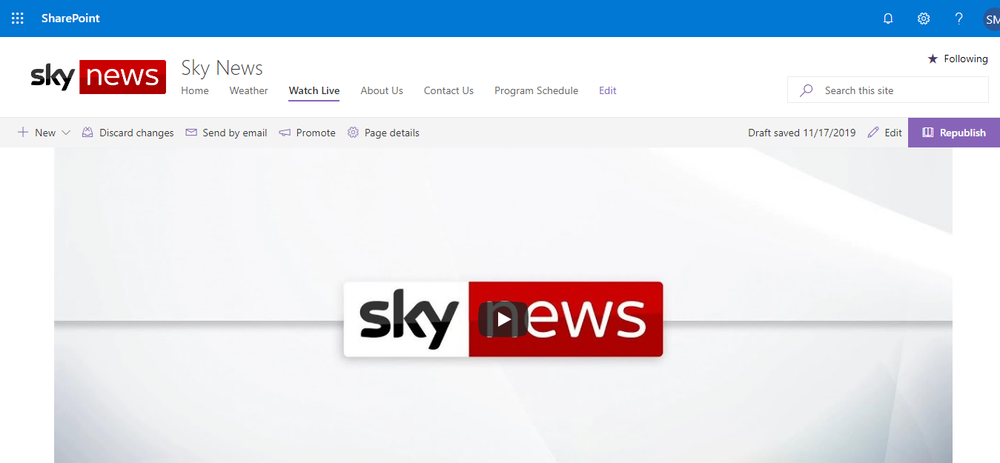 SharePoint
SM
Following
sky news
Sky News
Home Weather Watch Live About Us Contact Us Program Schedule Edit
Search this site
New Discard changes Send by email Promote Page details Draft saved 11/17/2019 Edit Republish
sky news